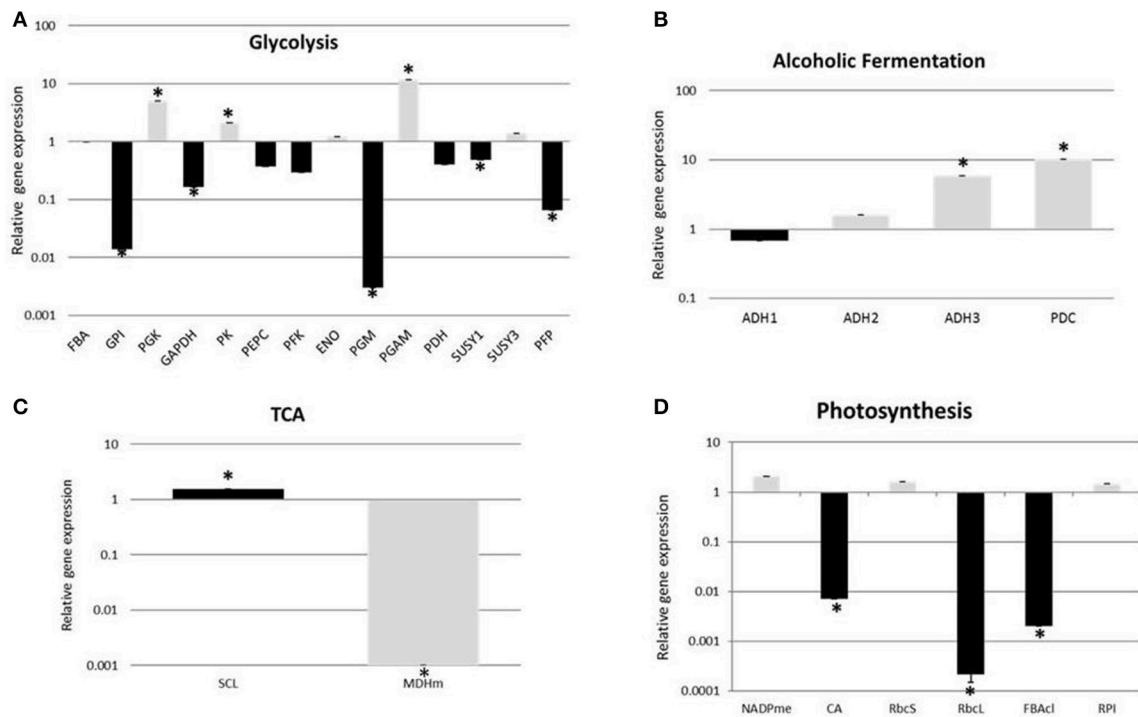 A
Glycolysis
Relative gene expression
100
10
1
0.1
0.01
0.001
*
*
*
*
*
*
*
*
FBA
GPI
PGK
GAPDH
PK
PEPC
PFK
ENO
PGM
PGAM
PDH
SUSY1
SUSY3
PFP
B
Alcoholic Fermentation
Relative gene expression
100
10
1
0.1
*
*
ADH1
ADH2
ADH3
PDC
C
TCA
Relative gene expression
10
1
0.1
0.01
0.001
*
*
SCL
MDHm
D
Photosynthesis
Relative gene expression
10
1
0.1
0.01
0.001
0.0001
*
*
*
NADPme
CA
RbcS
RbcL
FBAcl
RPI